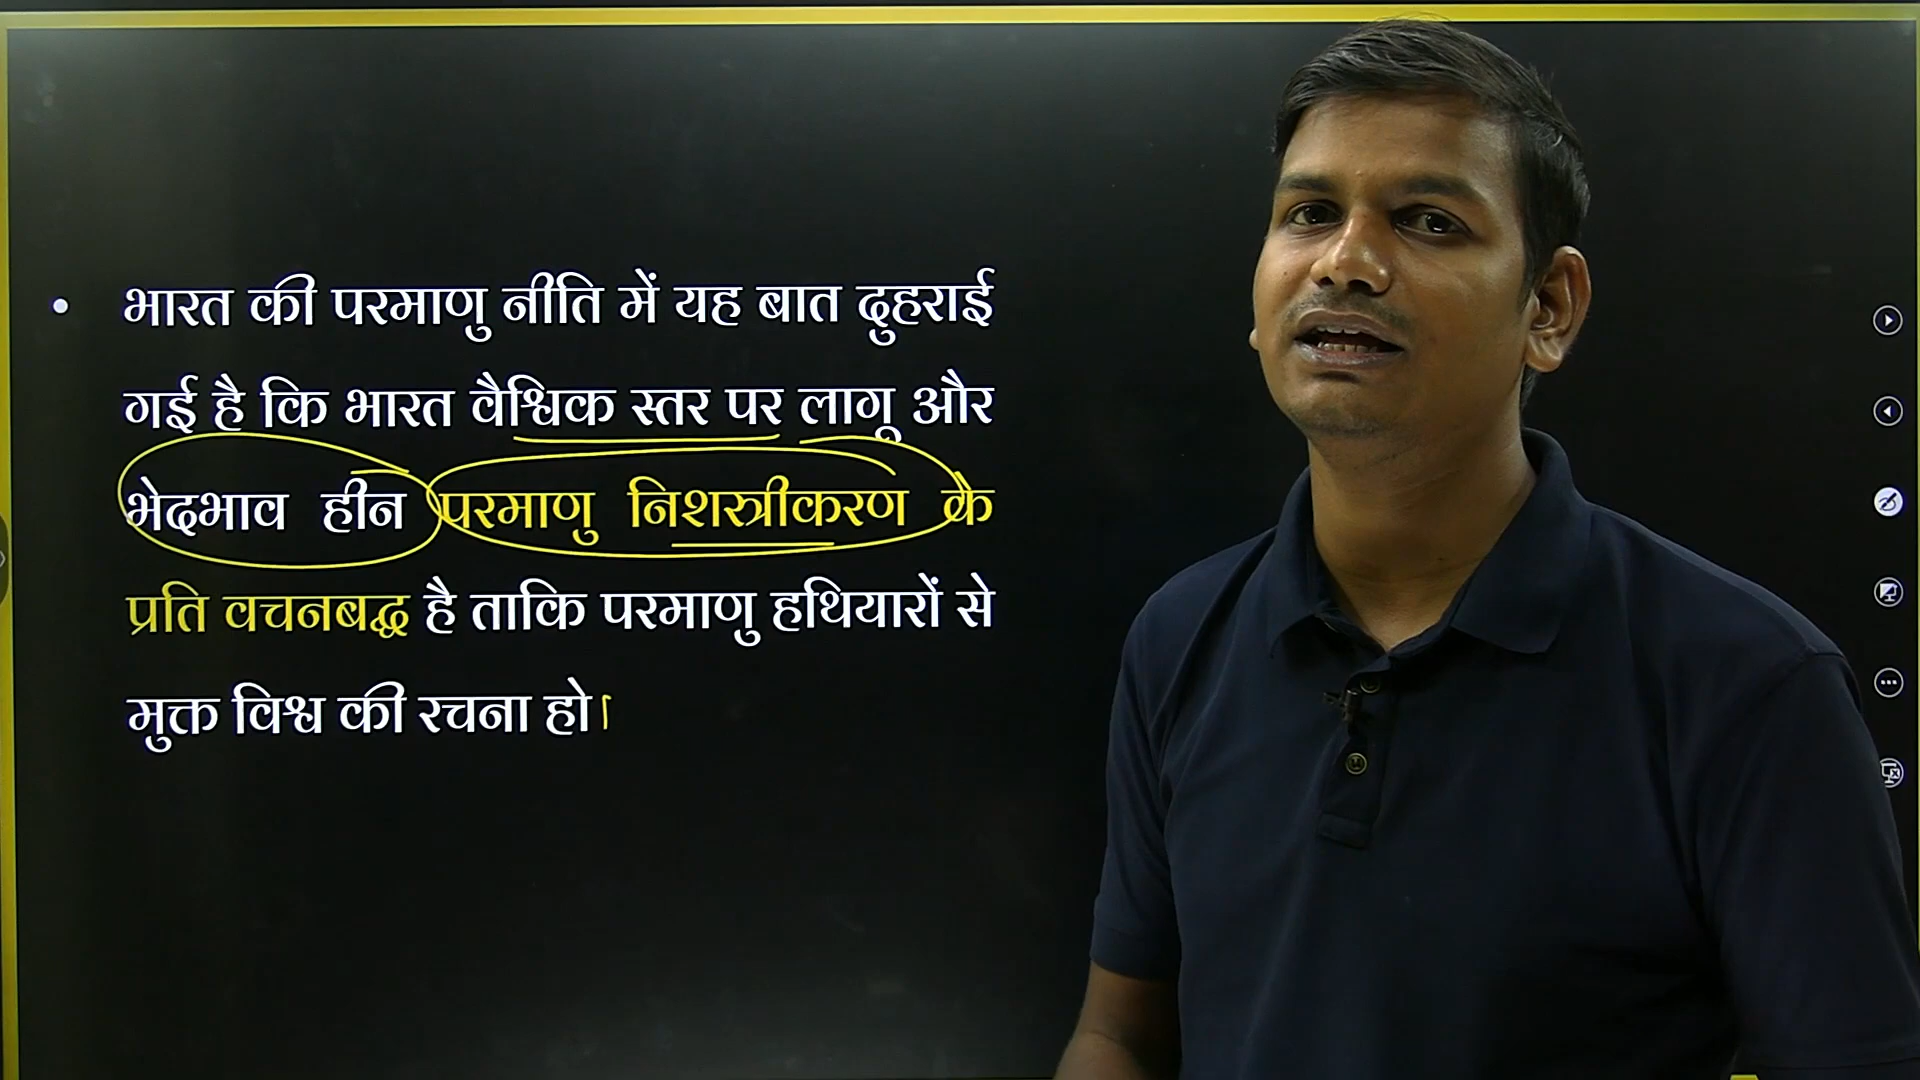 • भारत की परमाणु नीति में यह बात दुहराई
गई है कि भारत वैश्विक स्तर पर लागू और
भेदभाव हीन परमाणु निशस्त्रीकरण के
प्रति वचनबद्ध है ताकि परमाणु हथियारों से
मुक्त विश्व की रचना हो।